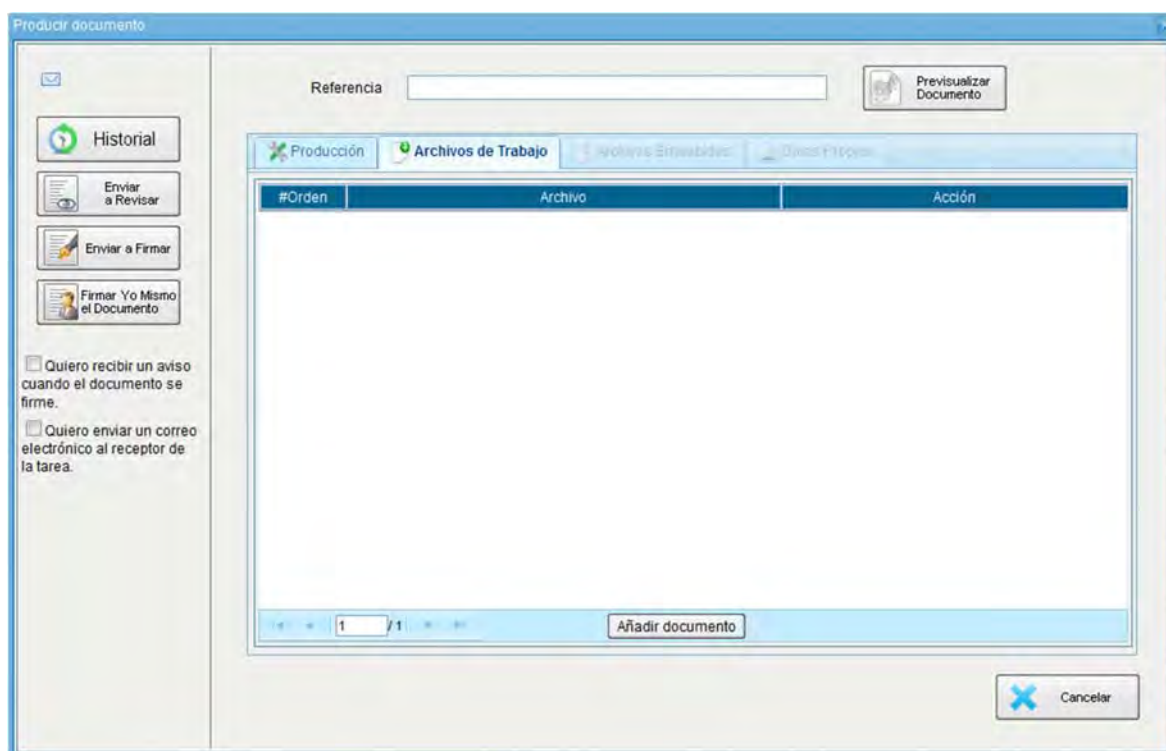 Producir documento
Referencia
Previsualizar
Documento
Historial
Enviar
a Revisar
Enviar a Firmar
Firmar Yo Mismo
el Documento
Quiero recibir un aviso
cuando el documento se
firme.
Quiero enviar un correo
electrónico al receptor de
la tarea.
Producción
Archivos de Trabajo
#Orden
Archivo
Acción
1
/ 1
Añadir documento
Cancelar